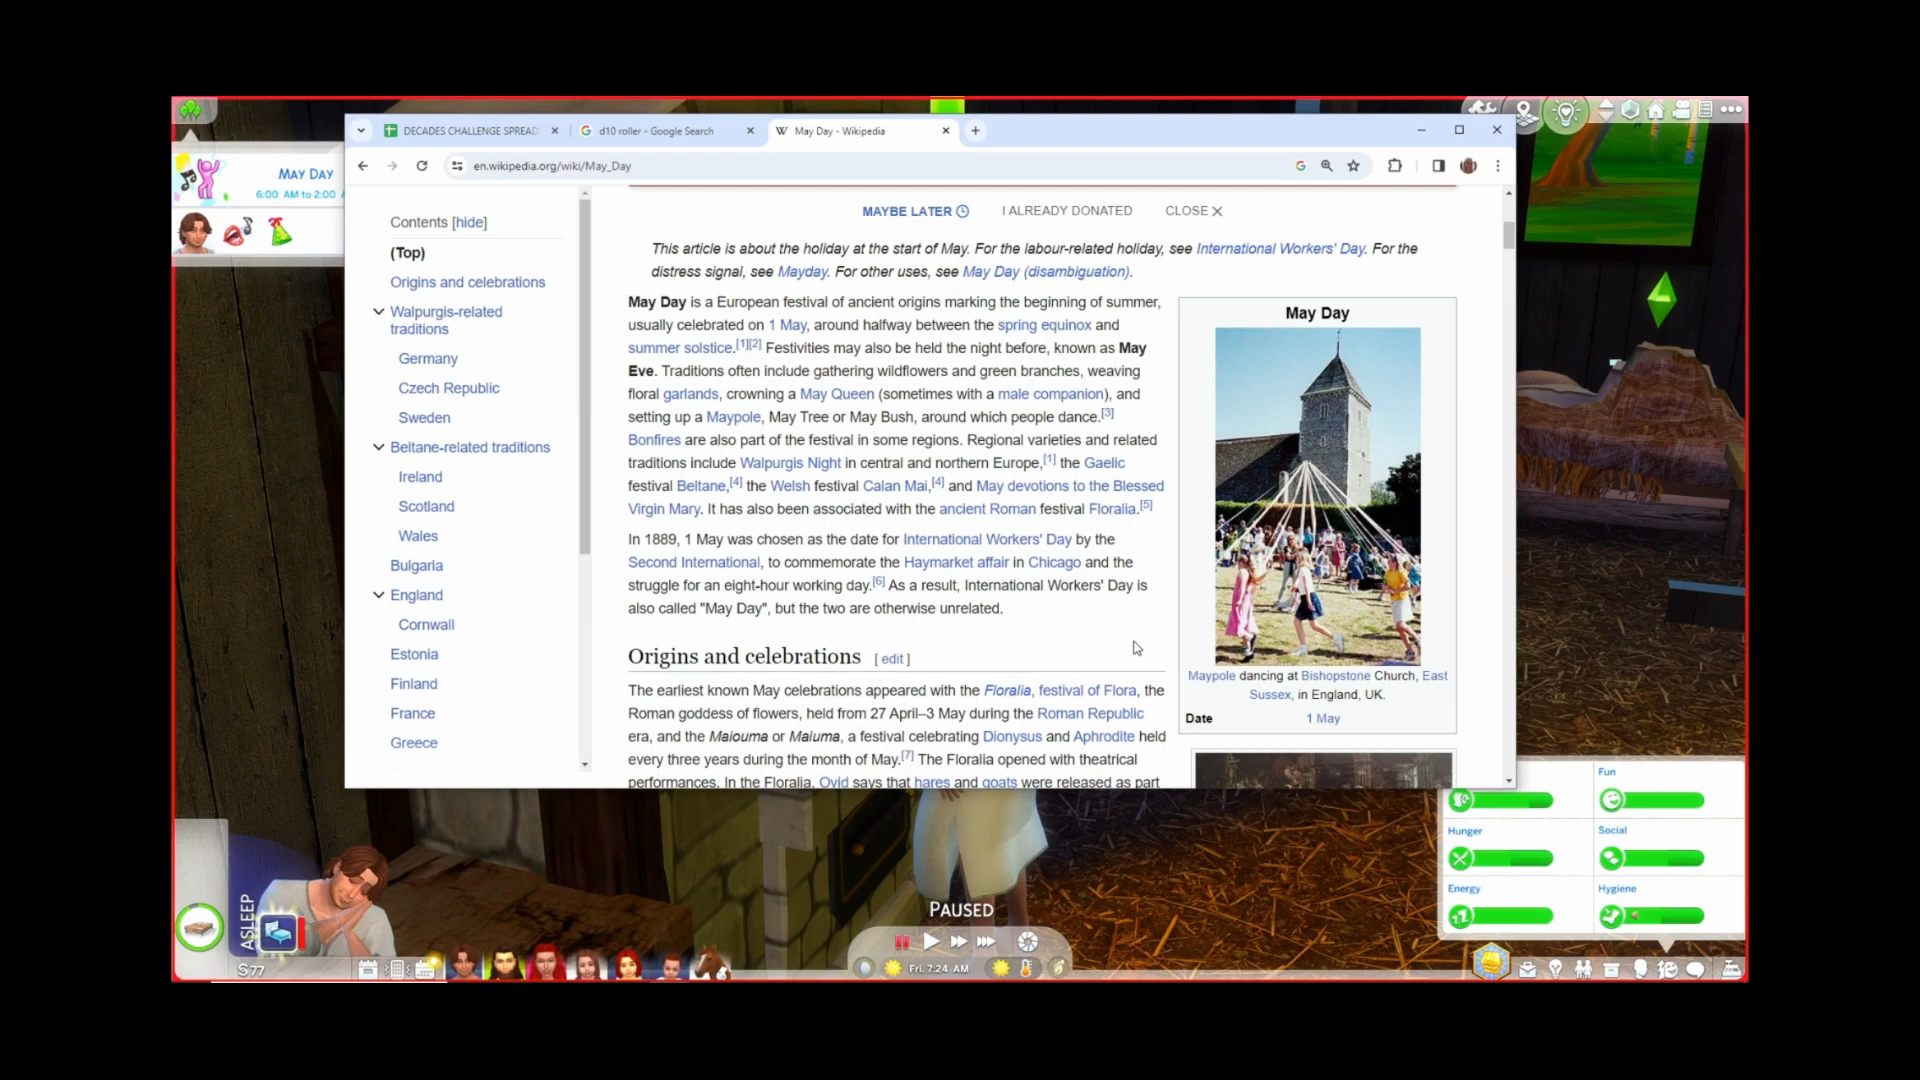 DECADES CHALLENGE SPREAD
d10 roller - Google Search
May Day - Wikipedia
en.wikipedia.org/wiki/May_Day
MAY DAY
6:00 AM to 2:00
MAYBE LATER
I ALREADY DONATED
CLOSE
Contents [hide]
(Top)
Origins and celebrations
Walpurgis-related
traditions
Germany
Czech Republic
Sweden
Beltane-related traditions
Ireland
Scotland
Wales
Bulgaria
England
Cornwall
Estonia
Finland
France
Greece
This article is about the holiday at the start of May. For the labour-related holiday, see International Workers' Day. For the
distress signal, see Mayday. For other uses, see May Day (disambiguation).
May Day is a European festival of ancient origins marking the beginning of summer,
usually celebrated on 1 May, around halfway between the spring equinox and
summer solstice.[1][2] Festivities may also be held the night before, known as May
Eve. Traditions often include gathering wildflowers and green branches, weaving
floral garlands, crowning a May Queen (sometimes with a male companion), and
setting up a Maypole, May Tree or May Bush, around which people dance.[3]
Bonfires are also part of the festival in some regions. Regional varieties and related
traditions include Walpurgis Night in central and northern Europe,[1] the Gaelic
festival Beltane,[4] the Welsh festival Calan Mai,[4] and May devotions to the Blessed
Virgin Mary. It has also been associated with the ancient Roman festival Floralia.[5]
In 1889, 1 May was chosen as the date for International Workers' Day by the
Second International, to commemorate the Haymarket affair in Chicago and the
struggle for an eight-hour working day.[6] As a result, International Workers' Day is
also called "May Day", but the two are otherwise unrelated.
Origins and celebrations [ edit ]
The earliest known May celebrations appeared with the Floralia, festival of Flora, the
Roman goddess of flowers, held from 27 April–3 May during the Roman Republic
era, and the Maiouma or Maiuma, a festival celebrating Dionysus and Aphrodite held
every three years during the month of May.[7] The Floralia opened with theatrical
performances. In the Floralia, Ovid says that hares and goats were released as part
May Day
Maypole dancing at Bishopstone Church, East
Sussex, in England, UK.
Date 1 May
Fun
Hunger
Social
Energy
Hygiene
ASLEEP
§77
PAUSED
Fri. 7:24 AM